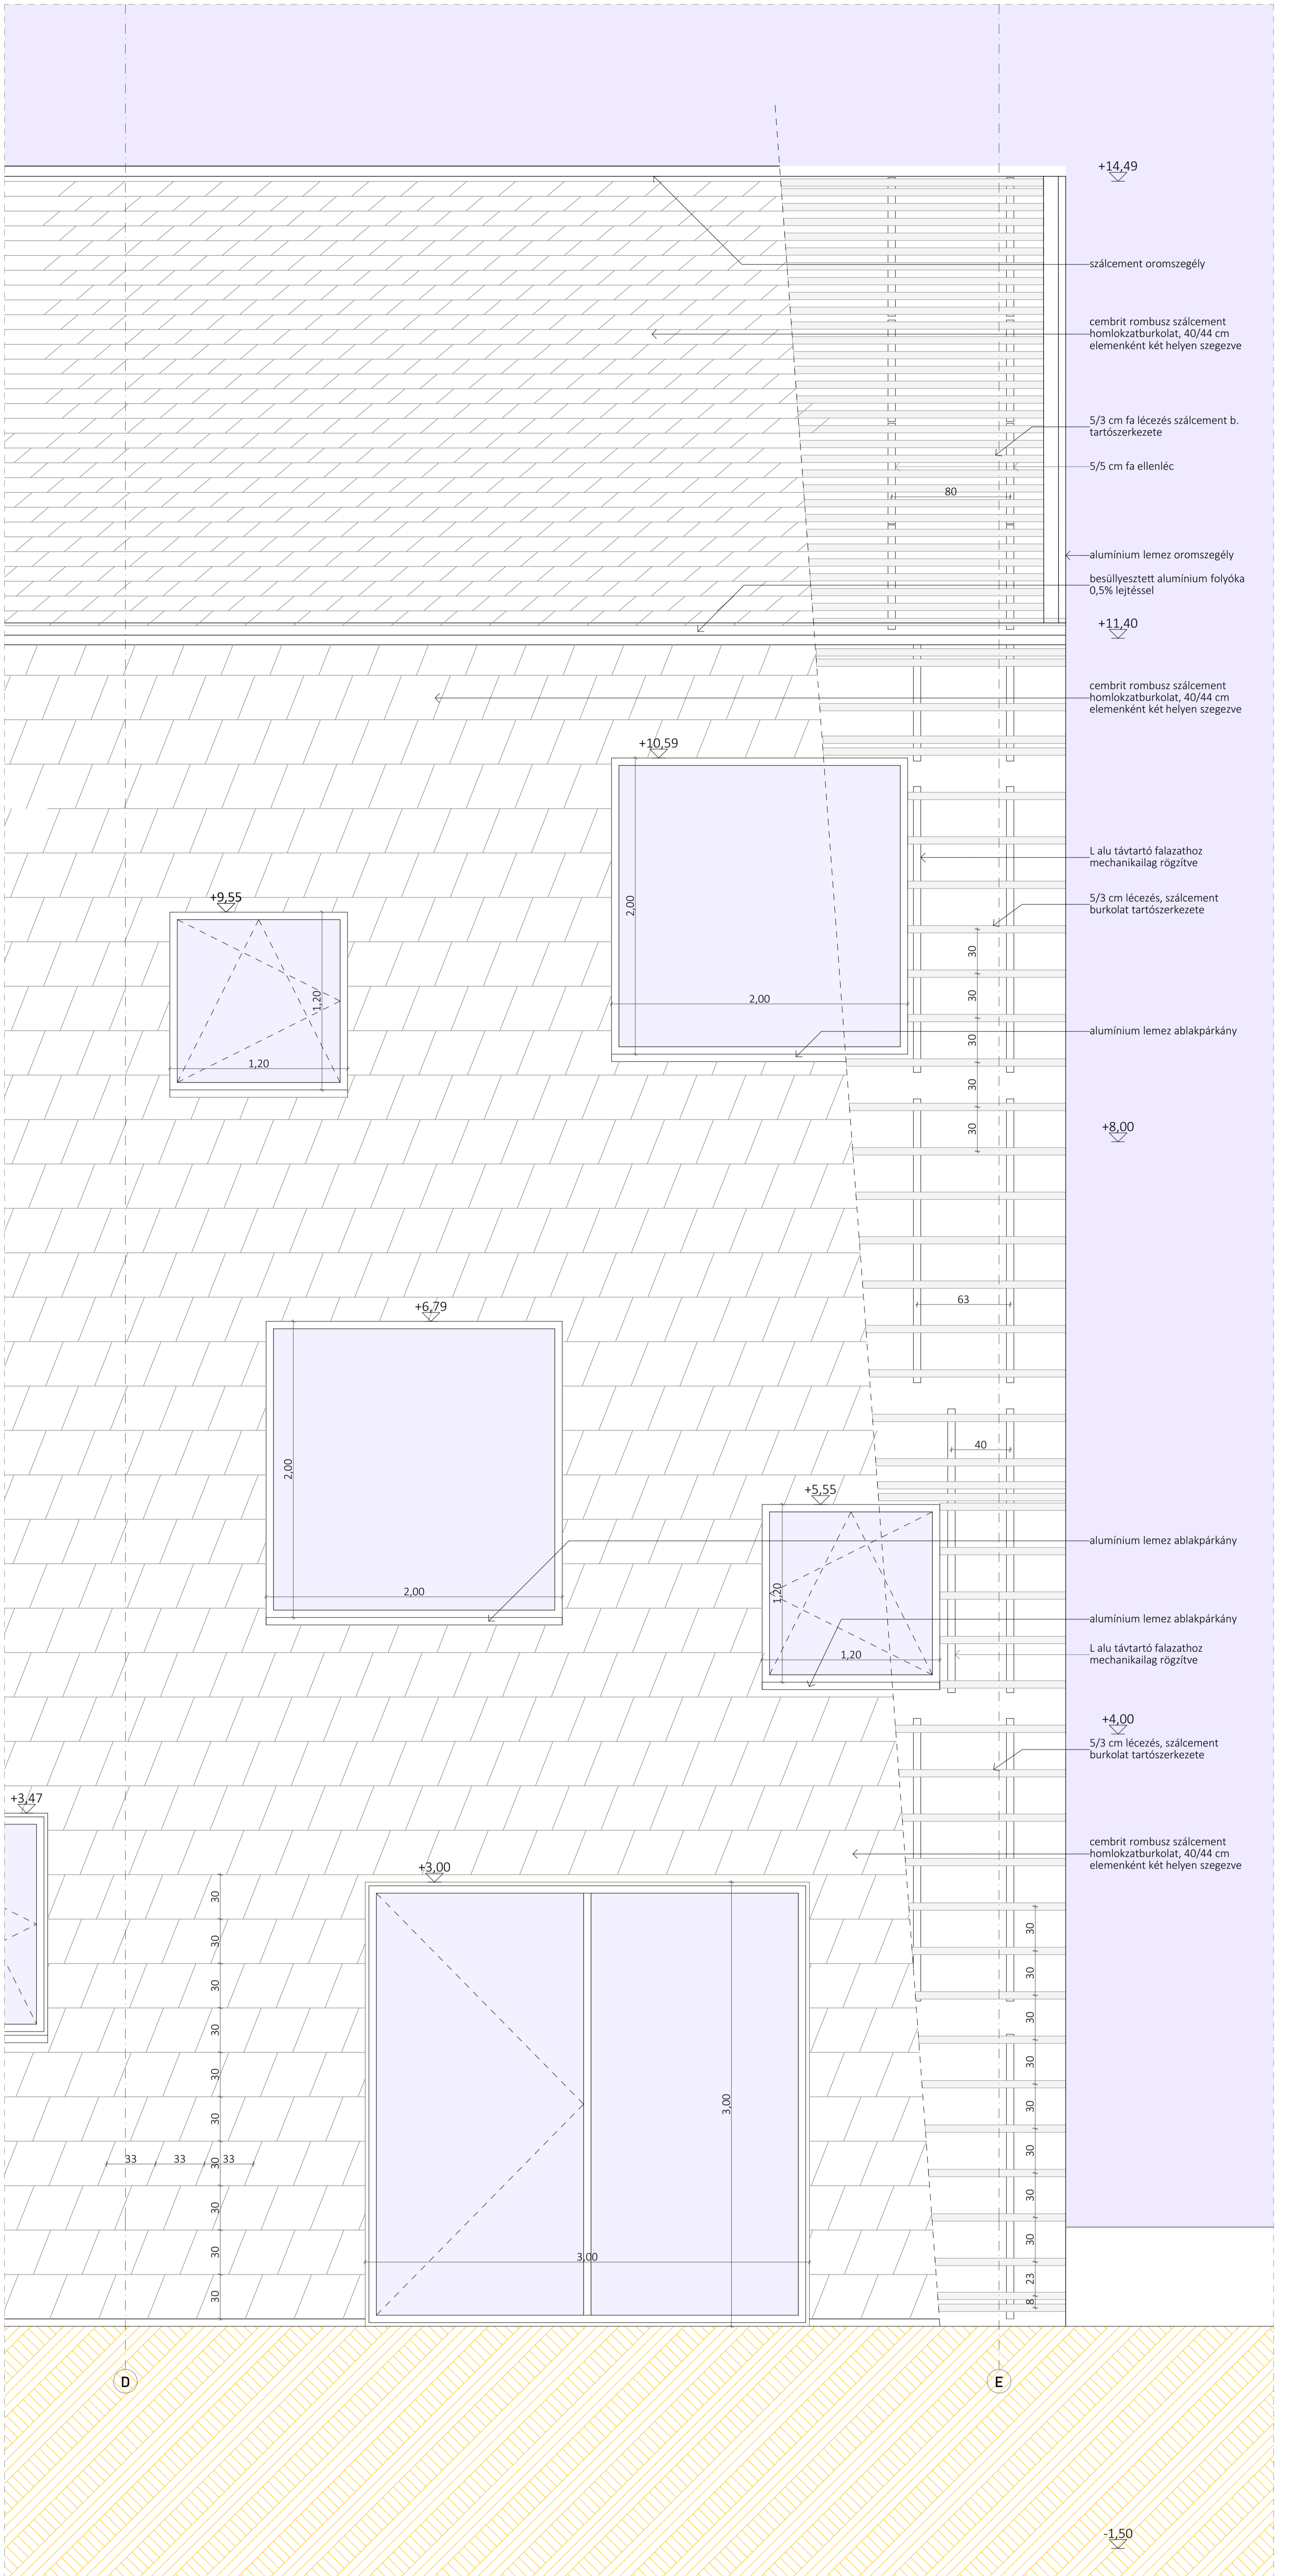 +14,49
szálcement oromszegély
cembrit rombusz szálcement
homlokzatburkolat, 40/44 cm
elemenként két helyen szegezve
5/3 cm fa lécezés szálcement b.
tartószerkezete
5/5 cm fa ellenléc
80
alumínium lemez oromszegély
besüllyesztett alumínium folyóka
0,5% lejtéssel
+11,40
cembrit rombusz szálcement
homlokzatburkolat, 40/44 cm
elemenként két helyen szegezve
+10,59
L alu távtartó falazathoz
mechanikailag rögzítve
+9,55
2,00
5/3 cm lécezés, szálcement
burkolat tartószerkezete
30
30
30
30
30
1,20
2,00
alumínium lemez ablakpárkány
1,20
+8,00
63
+6,79
40
2,00
+5,55
alumínium lemez ablakpárkány
2,00
1,20
alumínium lemez ablakpárkány
1,20
L alu távtartó falazathoz
mechanikailag rögzítve
+4,00
5/3 cm lécezés, szálcement
burkolat tartószerkezete
+3,47
cembrit rombusz szálcement
homlokzatburkolat, 40/44 cm
elemenként két helyen szegezve
+3,00
30
30
30
30
30
30
30
30
30
30
33
33
33
3,00
3,00
30
30
30
30
30
30
30
30
23
8
D
E
-1,50